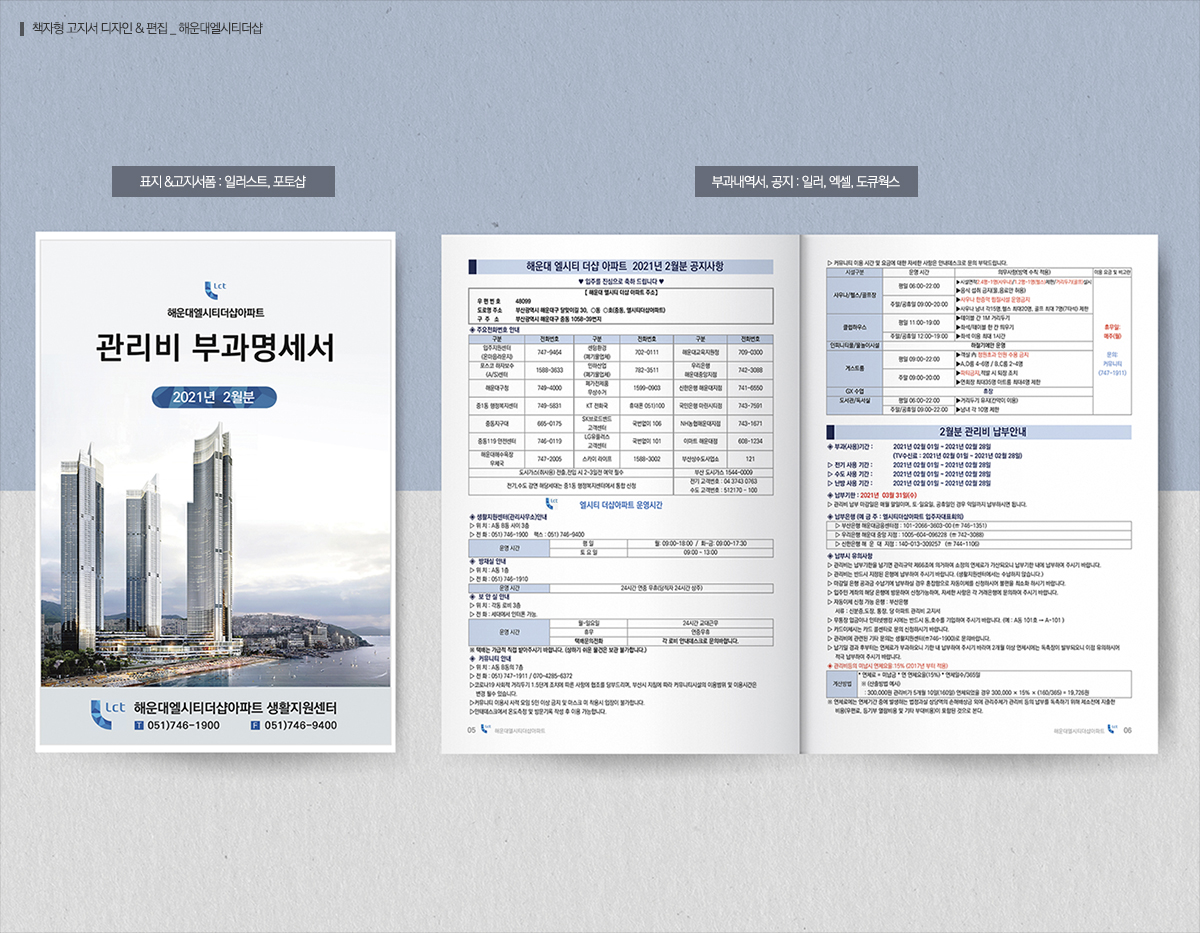 책자형 고지서 디자인 & 편집 _ 해운대엘시티더샵
표지 &고지서폼 : 일러스트, 포토샵
부과내역서, 공지 : 일러, 엑셀, 도큐웍스
Lct
해운대엘시티더샵아파트
관리비 부과명세서
2021년 2월분
Lct 해운대엘시티더샵아파트 생활지원센터
T 051)746-1900 F 051)746-9400
해운대 엘시티 더샵 아파트 2021년 2월분 공지사항
♥ 입주를 진심으로 축하 드립니다 ♥
【 해운대 엘시티 더샵 아파트 주소】
우 편 번 호 48099
도로명 주소 부산광역시 해운대구 달맞이길 30, ○동 ○호(중동, 엘시티더샵아파트)
구 주 소 부산광역시 해운대구 중동 1058-39번지
◈ 주요전화번호 안내
구분 전화번호 구분 전화번호 구분 전화번호
입주지원센터 747-9464 샌텀환경 (폐기물업체) 702-0111 해운대교육지원청 709-0300
포스코 하자보수 (A/S)센터 1588-3633 인하산업 (폐기물업체) 782-3511 우리은행 해운대중앙지점 742-3088
해운대구청 749-4000 폐가전제품 무상수거 1599-0903 신한은행 해운대지점 741-6550
중1동 행정복지센터 749-5831 KT 전화국 휴대폰 051)100 국민은행 마린시티점 743-7591
중동지구대 665-0175 SK브로드밴드 고객센터 국번없이 106 NH농협해운대지점 743-1671
중동119 안전센터 746-0119 LG유플러스 고객센터 국번없이 101 이마트 해운대점 608-1234
해운대해수욕장 우체국 747-2005 스카이 라이프 1588-3002 부산상수도사업소 121
도시가스(취사용) 전출,전입 시 2-3일전 예약 필수 부산 도시가스 1544-0009
전기,수도 감면 해당세대는 중1동 행정복지센터에서 통합 신청 전기 고객번호 : 04 3743 0763
수도 고객번호 : 512170 - 100
Lct 엘시티 더샵아파트 운영시간
◈ 생활지원센터(관리사무소)안내
▷ 위 치 : A동 B동 사이 3층
▷ 전 화 : 051) 746-1900 팩스 : 051) 746-9400
운영 시간 평 일 월: 09:00-18:00 / 화-금: 09:00-17:30
토 요 일 09:00 - 13:00
◈ 방재실 안내
▷ 위 치 : A동 1층
▷ 전 화 : 051) 746-1910
운영 시간 24시간 연중 무휴(당직자 24시간 상주)
◈ 보 안 실 안내
▷ 위 치 : 각동 로비 3층
▷ 전 화 : 세대에서 인터폰 가능.
운영 시간 월-일요일 24시간 교대근무
휴무 연중무휴
택배문의전화 각 로비 안내데스크로 문의바랍니다.
※ 택배는 가급적 직접 받아주시기 바랍니다. (상하기 쉬운 물건은 보관 불가합니다.)
◈ 커뮤니티 안내
▷ 위 치 : A동 B동의 7층
▷ 전 화 : 051) 747-1911 / 070-4285-6372
▷코로나19 사회적 거리두기 1.5단계 조치에 따른 사항에 협조를 당부드리며, 부산시 지침에 따라 커뮤니티시설의 이용범위 및 이용시간은
변경 될수 있습니다.
▷커뮤니티 이용시 사적 모임 5인 이상 금지 및 마스크 미 착용시 입장이 불가합니다.
▷안내데스크에서 온도측정 및 방문기록 작성 후 이용 가능합니다.
05 해운대엘시티더샵아파트
▷ 커뮤니티 이용 시간 및 요금에 대한 자세한 사항은 안내데스크로 문의 부탁드립니다.
시설구분 운영 시간 의무사항(방역 수칙 적용) 이용 요금 및 비고란
사우나/헬스/골프장 평일 06:00-22:00
▶음식 섭취 금지(물,음료만 허용)
주말/공휴일 09:00-20:00 ▶사우나 한증막 찜질시설 운영금지
▶사우나 남녀 각15명,헬스 최대20명, 골프 최대 7명(7타석) 제한
클럽하우스 평일 11:00-19:00 ▶테이블 간 1M 거리두기
주말/공휴일 12:00-19:00 ▶좌석/테이블 한 칸 띄우기
▶좌석 이용 최대 1시간
인피니티풀/물놀이시설 하절기에만 운영
게스트룸 평일 09:00-22:00 ▶객실 內 정원초과 인원 수용 금지
▶A,D룸 4-6명 / B,C룸 2-4명
주말 09:00-20:00 ▶파티금지,적발 시 퇴장 조치
▶연회장 최대35명 아트룸 최대4명 제한
GX 수업 휴장
도서관/독서실 평일 06:00-22:00 ▶거리두기 유지(칸막이 이용)
주말/공휴일 09:00-22:00 ▶남녀 각 10명 제한
휴무일: 매주(월)
문의: 커뮤니티 (747-1911)
2월분 관리비 납부안내
◈ 부과(사용)기간 : 2021년 02월 01일 ~ 2021년 02월 28일
(TV수신료 : 2021년 02월 01일 ~ 2021년 02월 28일)
▷ 전기 사용 기간 : 2021년 02월 01일 ~ 2021년 02월 28일
◈ 수도 사용 기간 : 2021년 02월 01일 ~ 2021년 02월 28일
◈ 난방 사용 기간 : 2021년 02월 01일 ~ 2021년 02월 28일
◈ 납부기한 : 2021년 03월 31일(수)
▷ 관리비 납부 마감일은 매월 말일이며, 토·일요일, 공휴일인 경우 익일까지 납부하시면 됩니다.
◈ 납부은행 (예 금 주 : 엘시티더샵아파트 입주자대표회의)
▷ 부산은행 해운대금융센터점 : 101-2066-3603-00 (☎ 746-1351)
▷ 우리은행 해운대 중앙 지점 : 1005-604-096228 (☎ 742-3088)
▷ 신한은행 해 운 대 지점 : 140-013-309257 (☎ 744-1106)
◈ 납부시 유의사항
▷ 관리비는 납부기한을 넘기면 관리규약 제66조에 의거하여 소정의 연체료가 가산되오니 납부기한 내에 납부하여 주시기 바랍니다.
▷ 관리비는 반드시 지정된 은행에 납부하여 주시기 바랍니다. (생활지원센터에서는 수납하지 않습니다.)
▷ 마감일 은행 공과금 수납기에 납부하실 경우 혼잡함으로 자동이체를 신청하시어 불편을 최소화 하시기 바랍니다.
▷ 입주민 계좌의 해당 은행에 방문하여 신청가능하며, 자세한 사항은 각 거래은행에 문의하여 주시기 바랍니다.
▷ 자동이체 신청 가능 은행 : 부산은행
서류 : 신분증,도장, 통장, 당 아파트 관리비 고지서
▷ 무통장 입금이나 인터넷뱅킹 시에는 반드시 동,호수를 기입하여 주시기 바랍니다. (예 : A동 101호 → A-101 )
▷ 카드이체시는 카드 콜센터로 문의 신청하시기 바랍니다.
▷ 관리비에 관련된 기타 문의는 생활지원센터(☎746-1900)로 문의바랍니다.
▷ 납기일 경과 후부터는 연체료가 부과되오니 기한 내 납부하여 주시기 바라며 2개월 이상 연체시에는 독촉장이 발부되오니 이점 유의하시어
적극 납부하여 주시기 바랍니다.
◈ 관리비등의 미납시 연체요율 15% (2017년 부터 적용)
계산방법 * 연체료 = 미납금 * 연 연체요율(15%) * 연체일수/365일
※ (산출방법 예시)
: 300,000원 관리비가 5개월 10일(160일) 연체되었을 경우 300,000 × 15% × (160/365) = 19,726원
※ 연체료에는 연체기간 중에 발생하는 법정과실 상당액의 손해배상금 외에 관리주체가 관리비 등의 납부를 독촉하기 위해 제소전에 지출한
비용(우편료, 등기부 열람비용 및 기타 부대비용)이 포함된 것으로 본다.
해운대엘시티더샵아파트 06